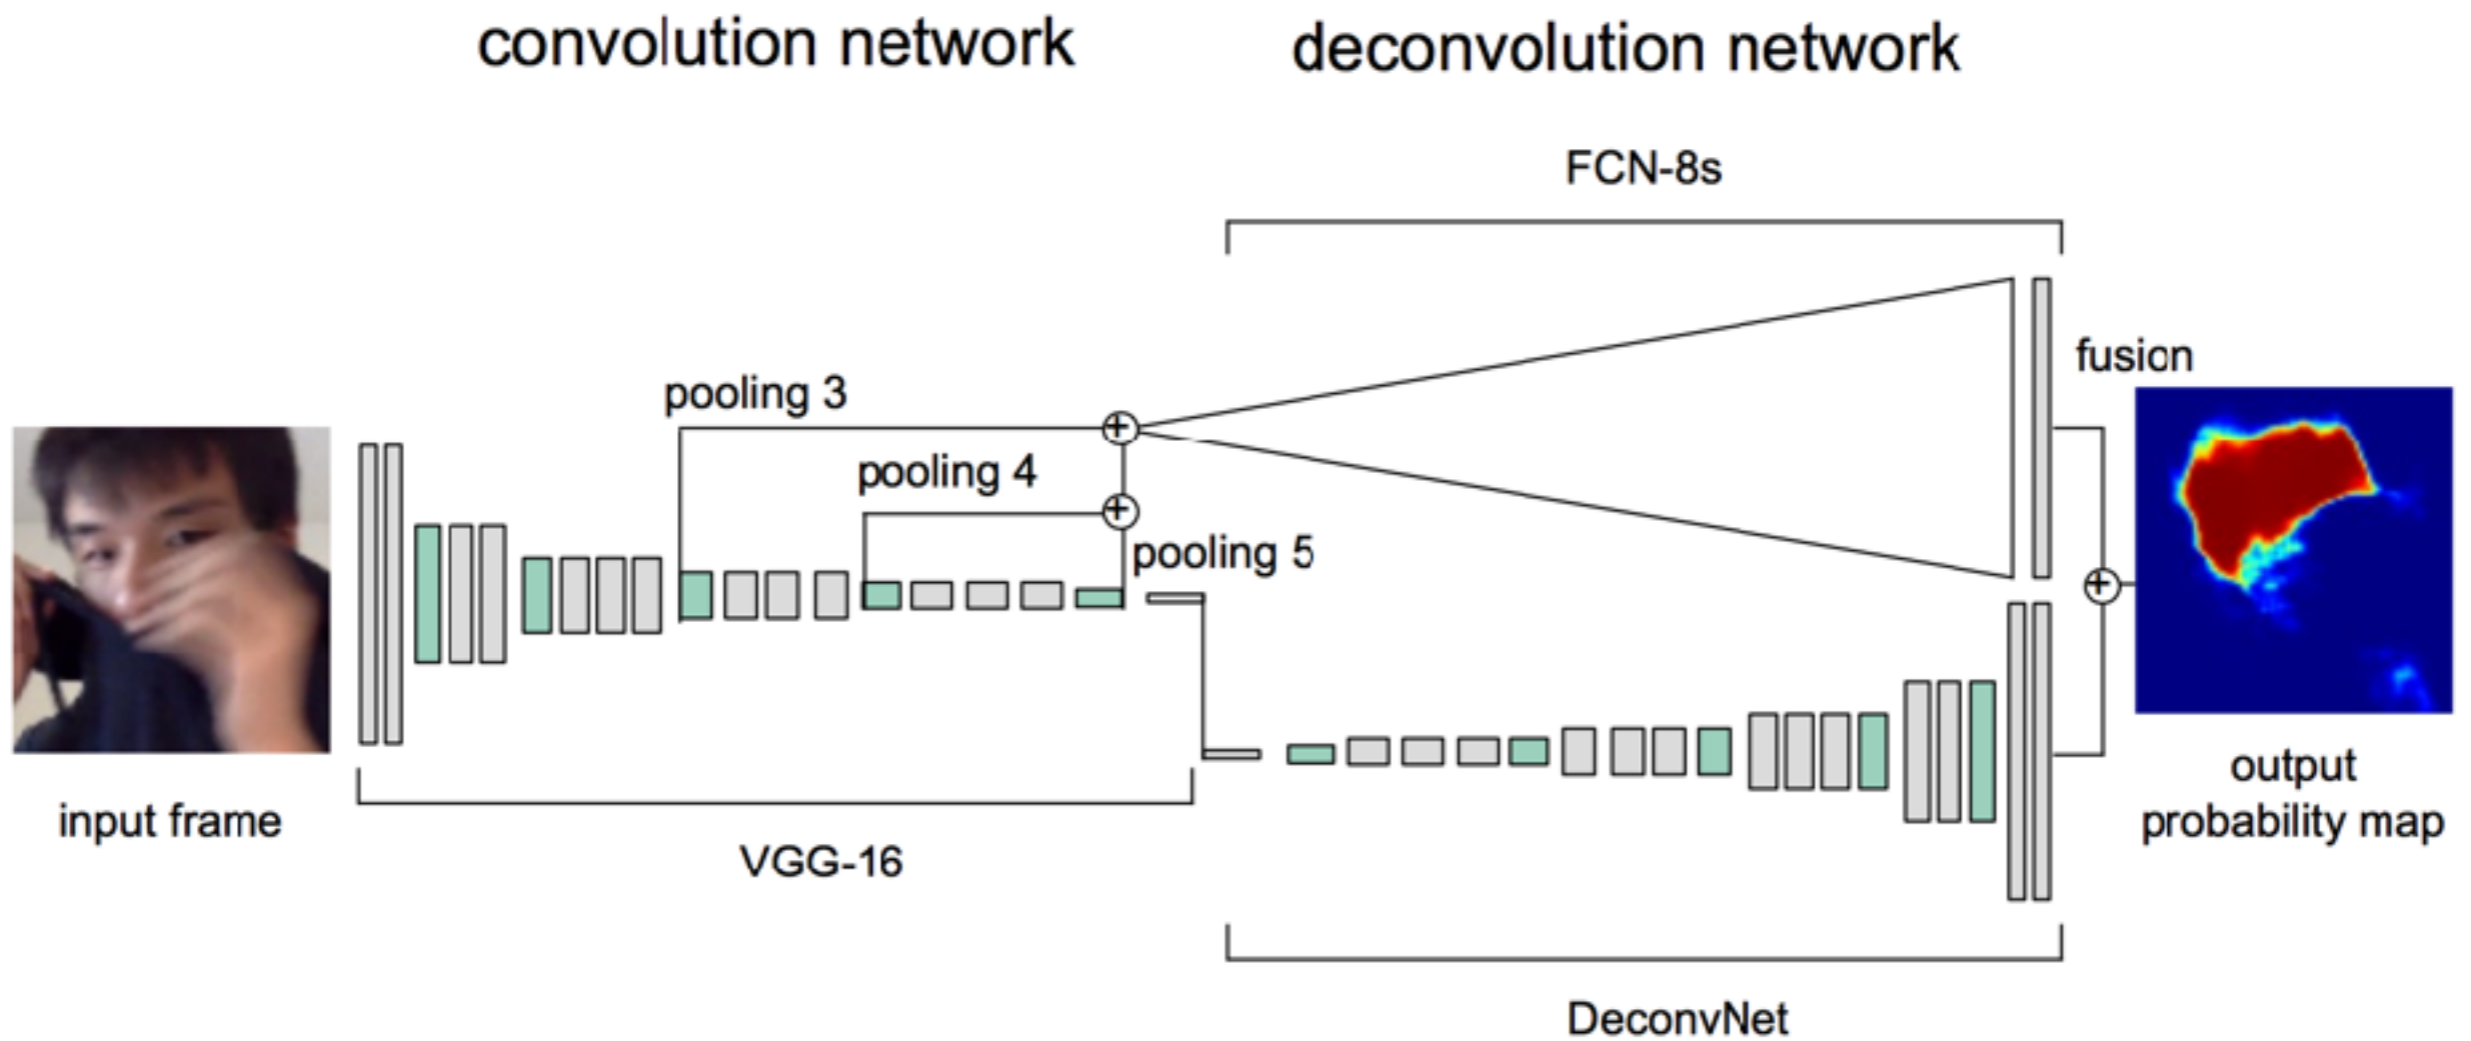 convolution network
deconvolution network
FCN-8s
fusion
pooling 3
pooling 4
pooling 5
input frame
VGG-16
output
probability map
DeconvNet